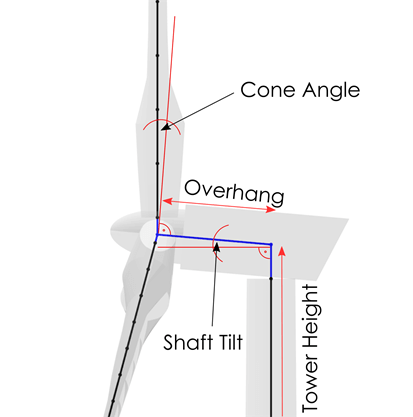 Cone Angle
Overhang
Shaft Tilt
Tower Height